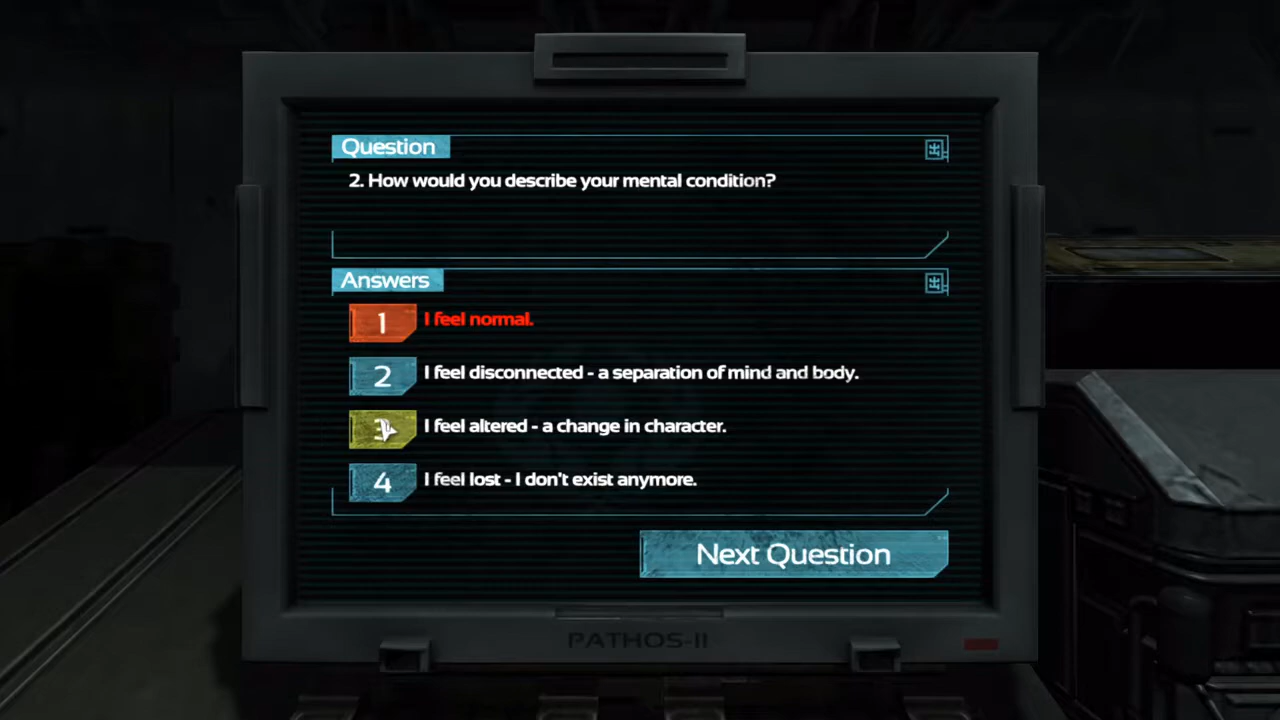 Question
2. How would you describe your mental condition?
Answers
1 I feel normal.
2 I feel disconnected - a separation of mind and body.
3 I feel altered - a change in character.
4 I feel lost - I don't exist anymore.
Next Question
PATHOS-II